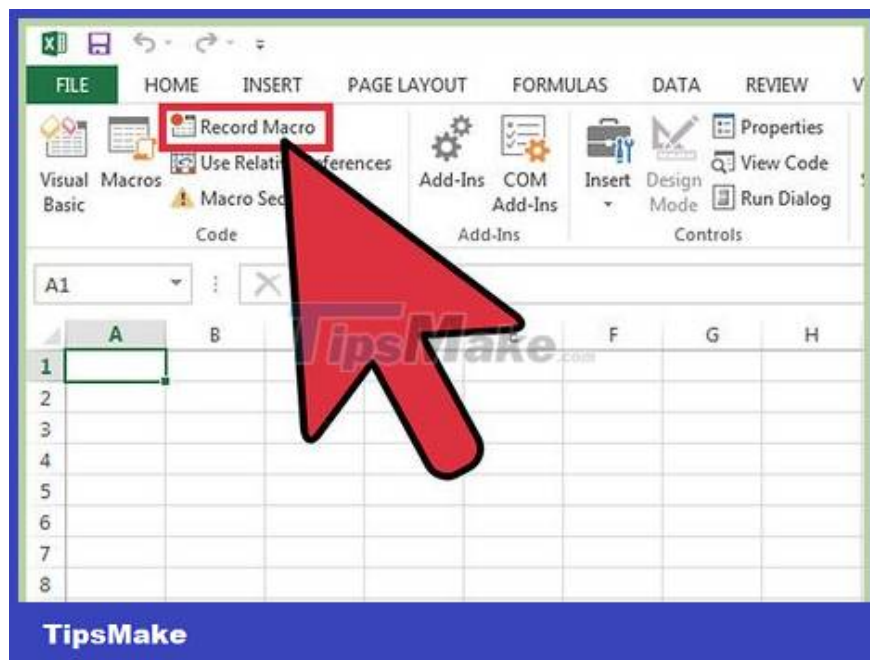 FILE HOME INSERT PAGE LAYOUT FORMULAS DATA REVIEW V
Record Macro
Use Relati ferences
Macro Sec
Visual Basic
Macros
Code
Add-Ins
COM Add-Ins
Add-Ins
Insert
Design Mode
Properties
View Code
Run Dialog
Controls
A1
TipsMake.com
A B F G H
1
2
3
4
5
6
7
8
TipsMake